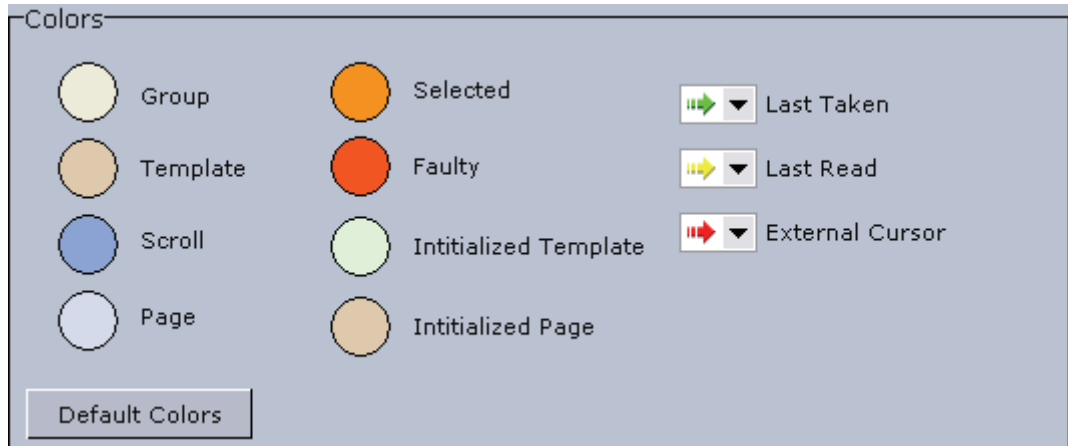 Colors
Group
Selected
Last Taken
Template
Faulty
Last Read
Scroll
Intitialized Template
External Cursor
Page
Intitialized Page
Default Colors